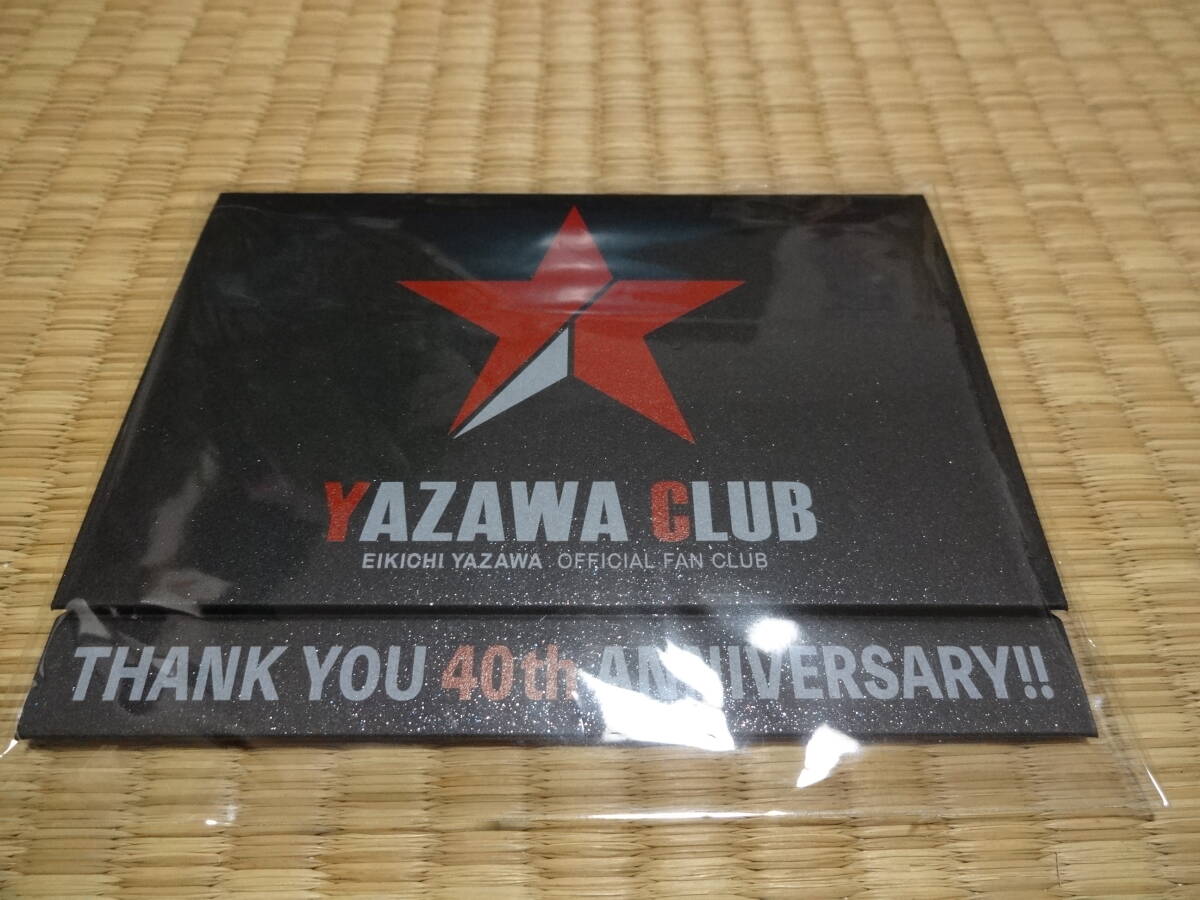 YAZAWA CLUB
EIKICHI YAZAWA OFFICIAL FAN CLUB
THANK YOU 40th ANNIVERSARY!!